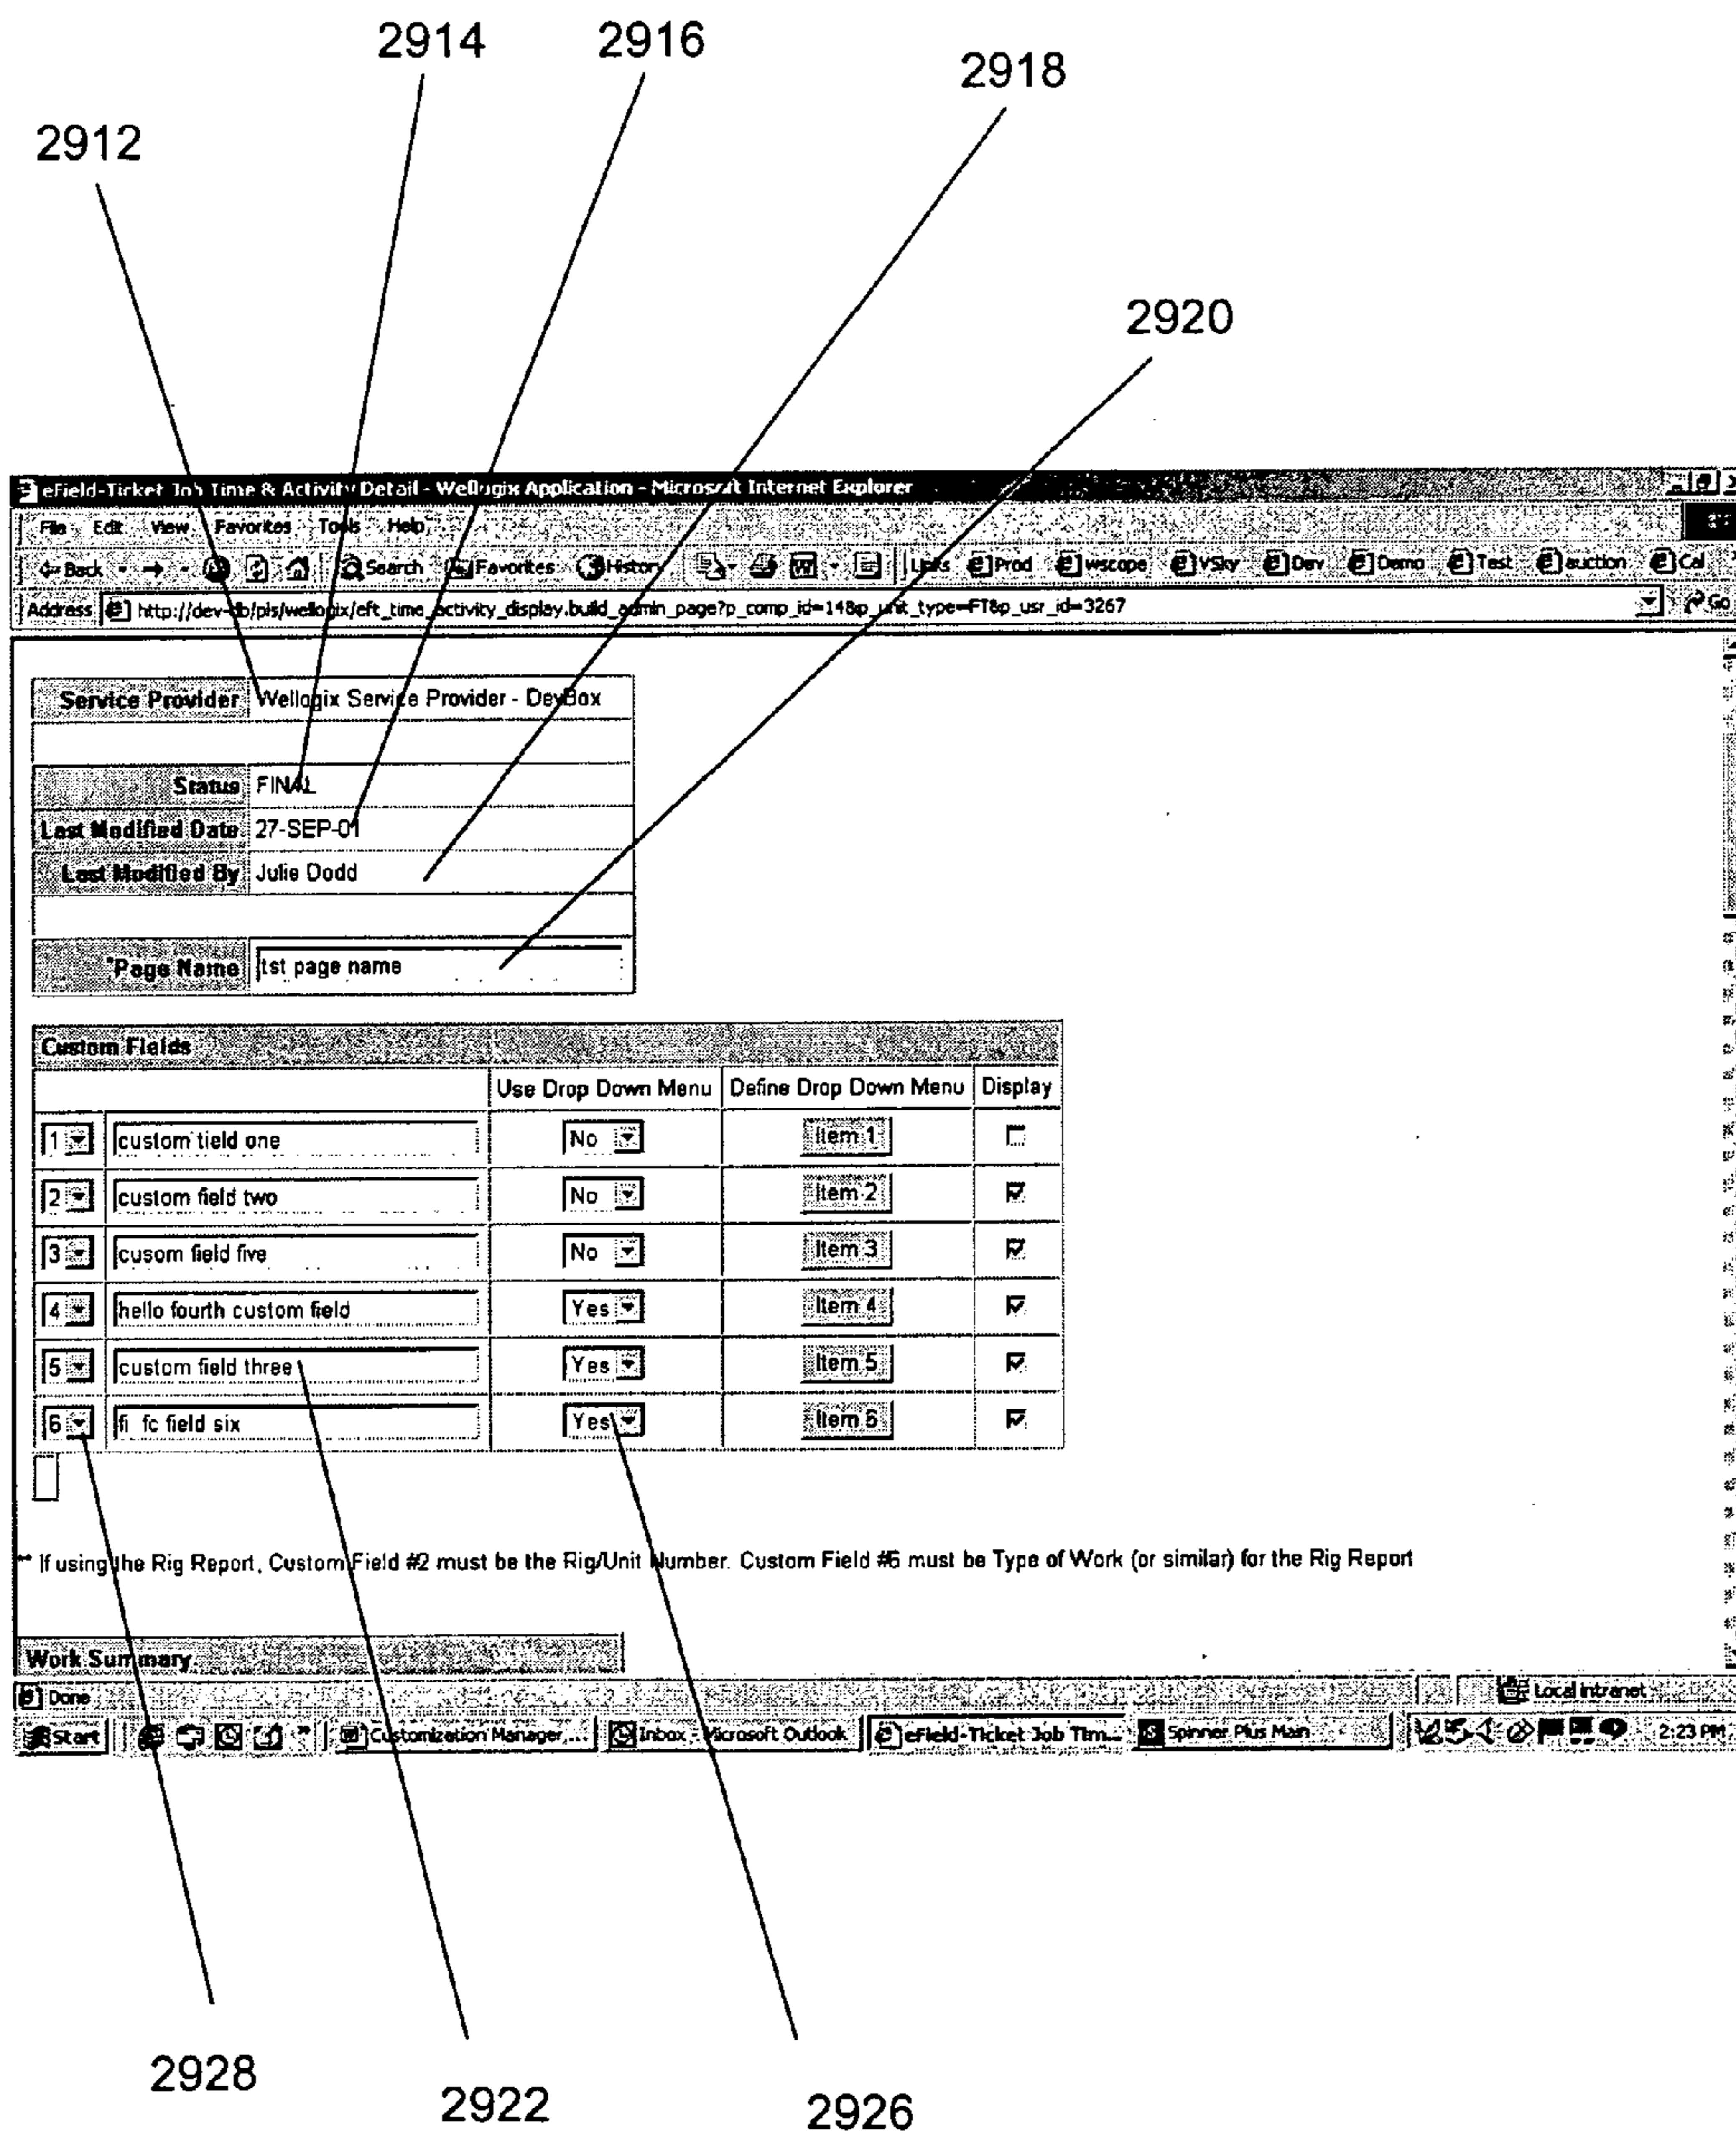 2914 2916
2918
2912
2920
eField-Ticket Job Time & Activity Detail - Wellogix Application - Microsoft Internet Explorer
File Edit View Favorites Tools Help
Back Search Favorites History Links Prod wscope VSky Dev Demo Test auction Cal
Address http://dev-db/pls/wellogix/eft_time_activity_display.build_admin_page?p_comp_id=148p_unit_type=FT8p_usr_id=3267 Go
Service Provider Wellogix Service Provider - DevBox
Status FINAL
Last Modified Date 27-SEP-01
Last Modified By Julie Dodd
*Page Name tst page name
Custom Fields
Use Drop Down Menu Define Drop Down Menu Display
1 custom field one No Item 1
2 custom field two No Item 2
3 cusom field five No Item 3
4 hello fourth custom field Yes Item 4
5 custom field three Yes Item 5
6 field six Yes Item 6
** If using the Rig Report, Custom Field #2 must be the Rig/Unit Number. Custom Field #6 must be Type of Work (or similar) for the Rig Report
Work Summary
Done Local intranet
Start Customization Manager ... Inbox - Microsoft Outlook eField-Ticket Job Tim... Spinner Plus Main 2:23 PM
2928
2922 2926